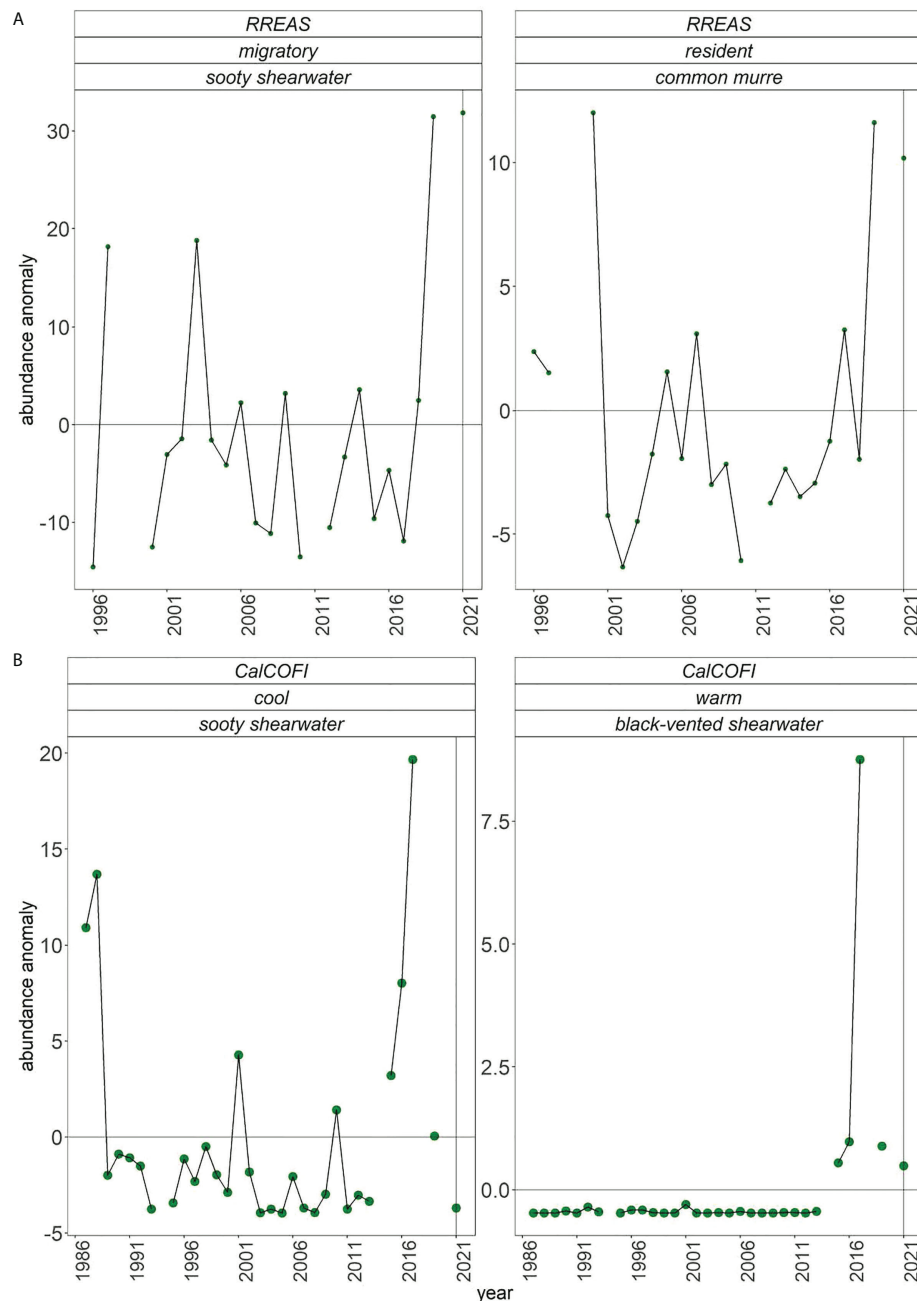 A
RREAS
migratory
sooty shearwater
RREAS
resident
common murre
abundance anomaly
30
20
10
0
-10
1996
2001
2006
2011
2016
2021
10
5
0
-5
1996
2001
2006
2011
2016
2021
B
CalCOFI
cool
sooty shearwater
CalCOFI
warm
black-vented shearwater
abundance anomaly
20
15
10
5
0
-5
1986
1991
1996
2001
2006
2011
2016
2021
7.5
5.0
2.5
0.0
1986
1991
1996
2001
2006
2011
2016
2021
year